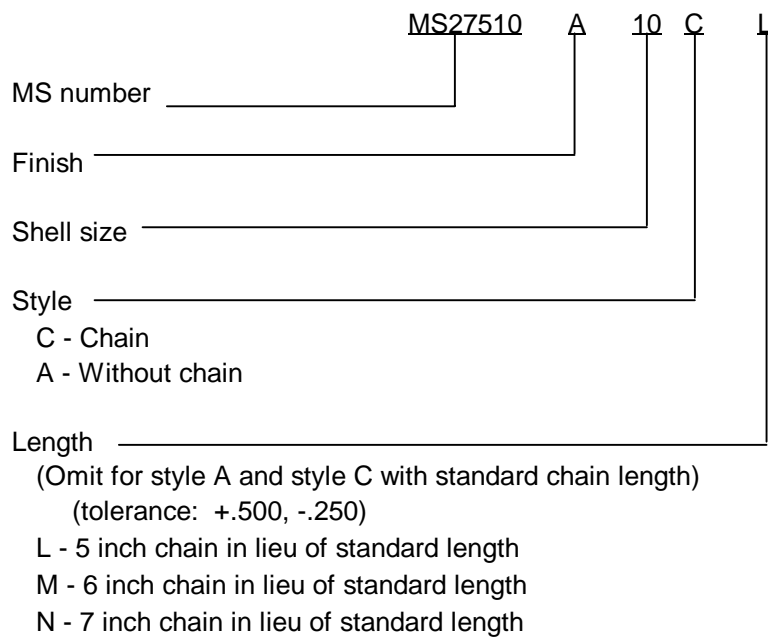 MS27510 A 10 C L
MS number
Finish
Shell size
Style
C - Chain
A - Without chain
Length
(Omit for style A and style C with standard chain length)
(tolerance: +.500, -.250)
L - 5 inch chain in lieu of standard length
M - 6 inch chain in lieu of standard length
N - 7 inch chain in lieu of standard length